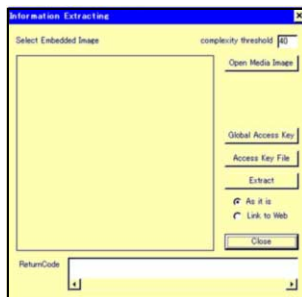 Information Extracting
Select Embedded Image
complexity threshold 40
Open Media Image
Global Access Key
Access Key File
Extract
As it is
Link to Web
Close
ReturnCode